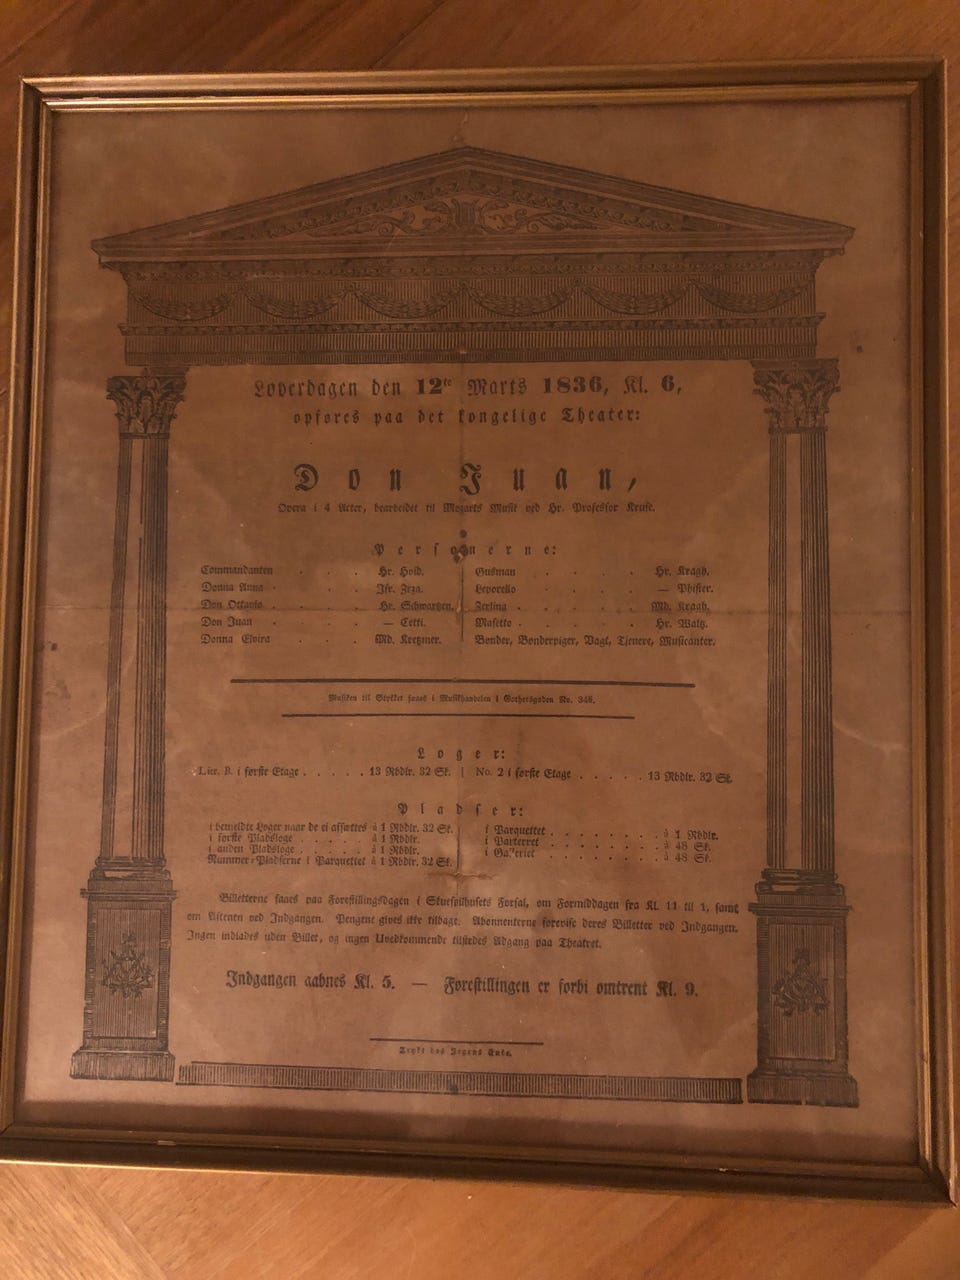 Løverdagen den 12te Marts 1836, Kl. 6,
opføres paa det kongelige Theater:
Don Juan,
Opera i 4 Acter, bearbeidet til Mozarts Musik ved Hr. Professor Kruse.
Personerne:
Commandanten . . . Hr. Hvid.
Donna Anna . . . Jfr. Zrza.
Don Ottavio . . . Hr. Schwartzen.
Don Juan . . . — Cetti.
Donna Elvira . . . Md. Kretzmer.
Gusman . . . . Hr. Kragh.
Leporello . . . . — Phister.
Zerlina . . . . . Md. Kragh.
Masetto . . . . . Hr. Waltz.
Bønder, Bønderpiger, Vagt, Tjenere, Musicanter.
Musiken til Stykket faaes i Musikhandelen i Gothersgaden No. 348.
Loger:
Litr. B. i første Etage . . . . . 13 Rbdlr. 32 Sk.
No. 2 i første Etage . . . . . 13 Rbdlr. 32 Sk.
Pladser:
i bemeldte Loger naar de ei afsættes à 1 Rbdlr. 32 Sk.
i første Pladsloge . . . . . à 1 Rbdlr.
i anden Pladsloge . . . . . à 1 Rbdlr.
Nummer-Pladserne i Parquettet à 1 Rbdlr. 32 Sk.
i Parquettet . . . . . . . . à 1 Rbdlr.
i Parterret . . . . . . . . à 48 Sk.
i Galleriet . . . . . . . . à 48 Sk.
Billetterne faaes paa Forestillingsdagen i Skuespilhusets Forsal, om Formiddagen fra Kl. 11 til 1, samt
om Aftenen ved Indgangen. Pengene gives ikke tilbage. Abonnenterne forevise deres Billetter ved Indgangen.
Ingen indlades uden Billet, og ingen Uvedkommende tilstedes Adgang paa Theatret.
Indgangen aabnes Kl. 5. — Forestillingen er forbi omtrent Kl. 9.
Trykt hos Jørgens Enke.